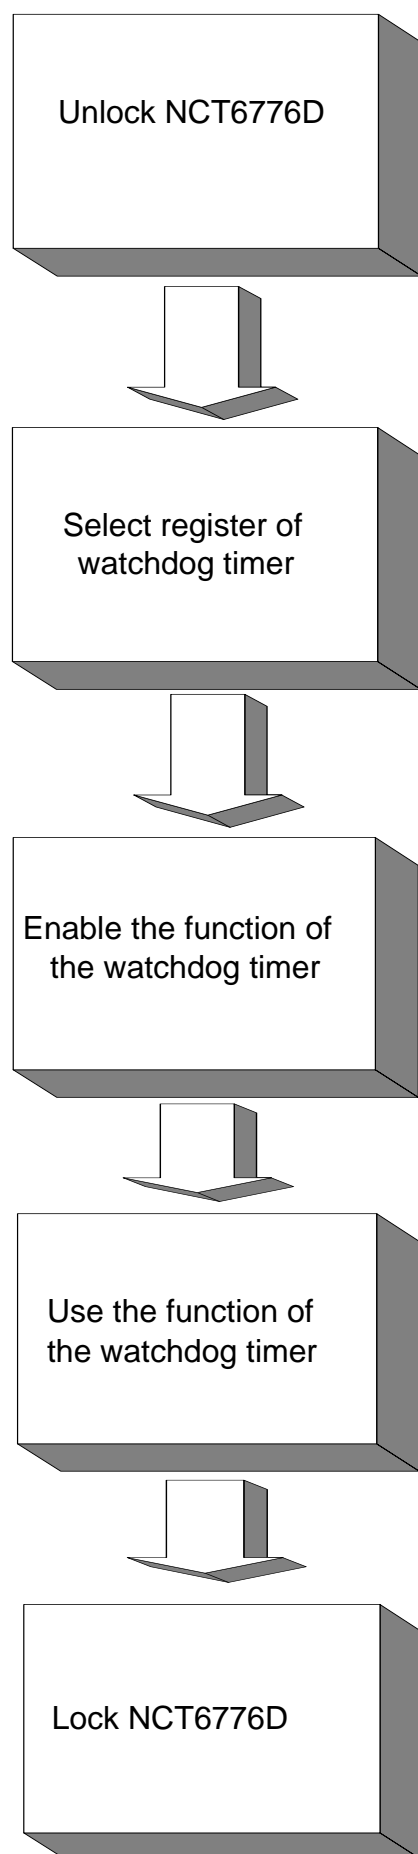 Unlock NCT6776D
Select register of
watchdog timer
Enable the function of
the watchdog timer
Use the function of
the watchdog timer
Lock NCT6776D